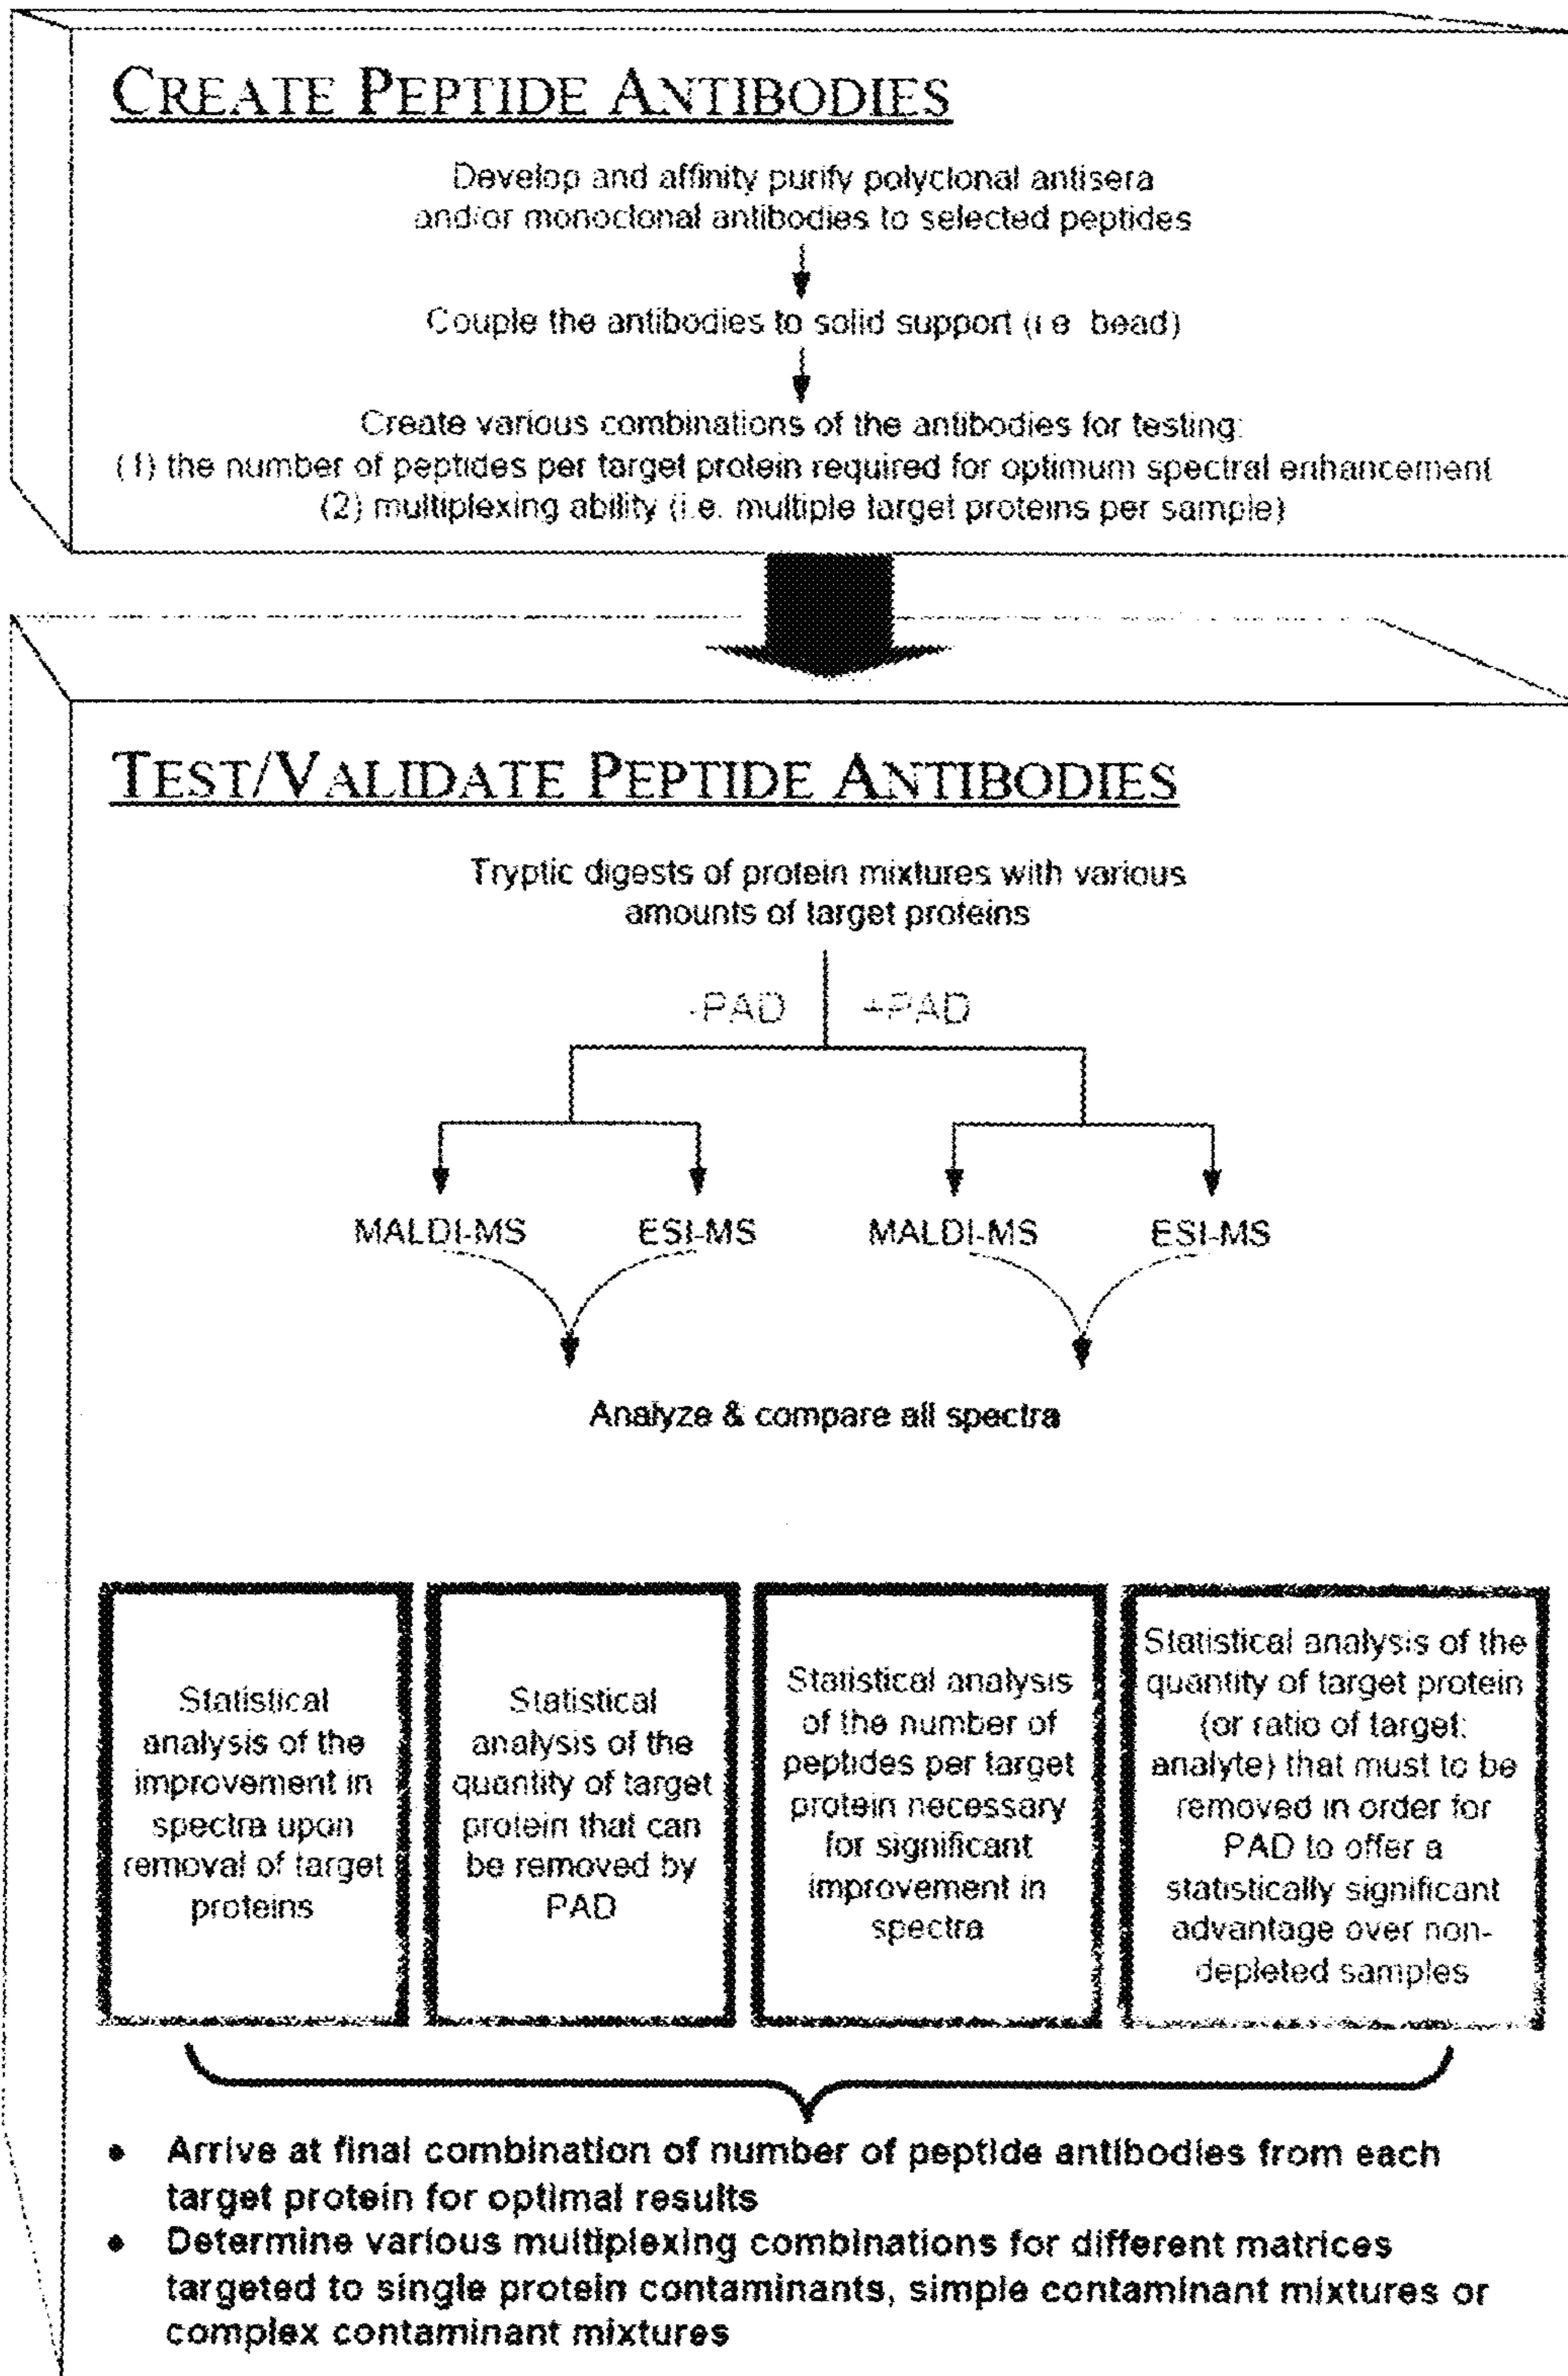 CREATE PEPTIDE ANTIBODIES
Develop and affinity purify polyclonal antisera
and/or monoclonal antibodies to selected peptides
Couple the antibodies to solid support (i.e. bead)
Create various combinations of the antibodies for testing:
(1) the number of peptides per target protein required for optimum spectral enhancement
(2) multiplexing ability (i.e. multiple target proteins per sample)
TEST/VALIDATE PEPTIDE ANTIBODIES
Tryptic digests of protein mixtures with various
amounts of target proteins
-PAD +PAD
MALDI-MS ESI-MS MALDI-MS ESI-MS
Analyze & compare all spectra
Statistical
analysis of the
improvement in
spectra upon
removal of target
proteins
Statistical
analysis of the
quantity of target
protein that can
be removed by
PAD
Statistical analysis
of the number of
peptides per target
protein necessary
for significant
improvement in
spectra
Statistical analysis of the
quantity of target protein
(or ratio of target:
analyte) that must to be
removed in order for
PAD to offer a
statistically significant
advantage over non-
depleted samples
• Arrive at final combination of number of peptide antibodies from each
target protein for optimal results
• Determine various multiplexing combinations for different matrices
targeted to single protein contaminants, simple contaminant mixtures or
complex contaminant mixtures